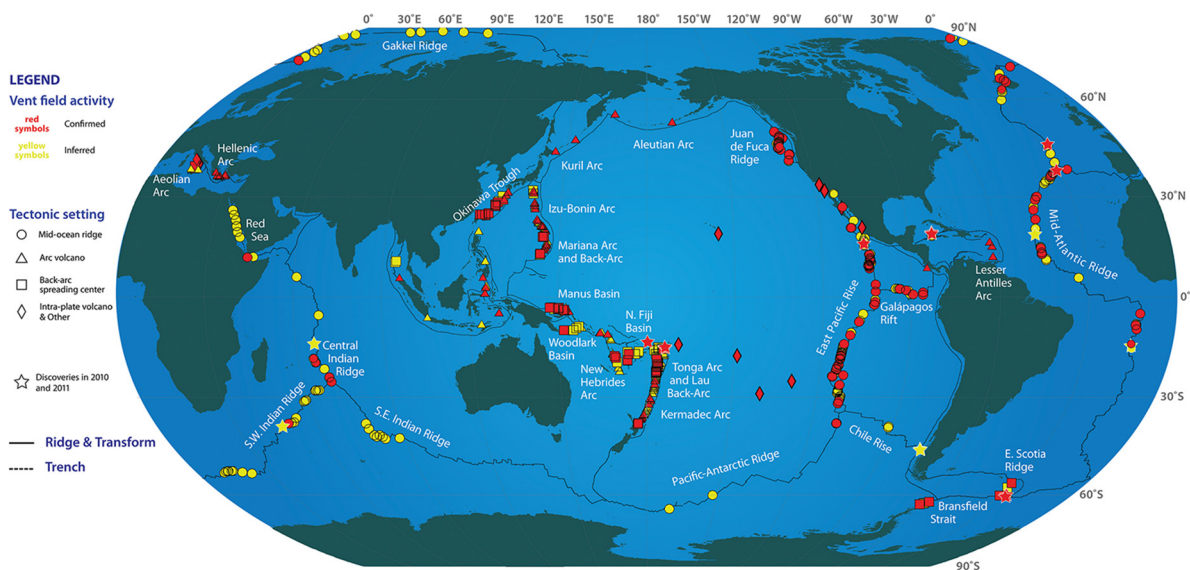 0° 30°E 60°E 90°E 120°E 150°E 180° 150°W 120°W 90°W 60°W 30°W 0°
90°N
Gakkel Ridge
LEGEND
Vent field activity
red
symbols
Confirmed
yellow
symbols
Inferred
Tectonic setting
Mid-ocean ridge
Arc volcano
Back-arc
spreading center
Intra-plate volcano
& Other
Discoveries in 2010
and 2011
Ridge & Transform
Trench
60°N
Hellenic
Arc
Aeolian
Arc
Aleutian Arc
Juan
de Fuca
Ridge
Kuril Arc
30°N
Okinawa Trough
Izu-Bonin Arc
Red
Sea
Mariana Arc
and Back-Arc
Mid-Atlantic Ridge
Lesser
Antilles
Arc
0°
Manus Basin
Galápagos
Rift
East Pacific Rise
N. Fiji
Basin
Woodlark
Basin
Central
Indian
Ridge
New
Hebrides
Arc
Tonga Arc
and Lau
Back-Arc
30°S
Kermadec Arc
S.W. Indian Ridge
S.E. Indian Ridge
Chile Rise
Pacific-Antarctic Ridge
E. Scotia
Ridge
60°S
Bransfield
Strait
90°S